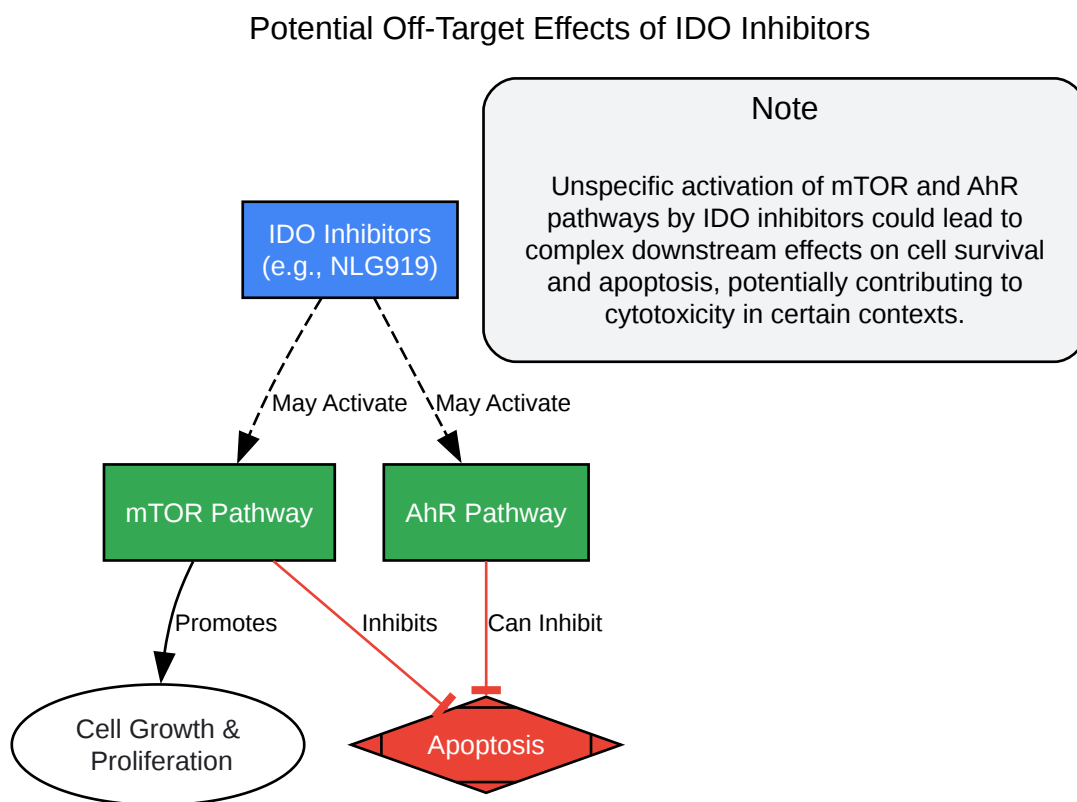 Potential Off-Target Effects of IDO Inhibitors
Note
Unspecific activation of mTOR and AhR
pathways by IDO inhibitors could lead to
complex downstream effects on cell survival
and apoptosis, potentially contributing to
cytotoxicity in certain contexts.
IDO Inhibitors
(e.g., NLG919)
May Activate
May Activate
mTOR Pathway
AhR Pathway
Promotes
Inhibits
Can Inhibit
Cell Growth &
Proliferation
Apoptosis